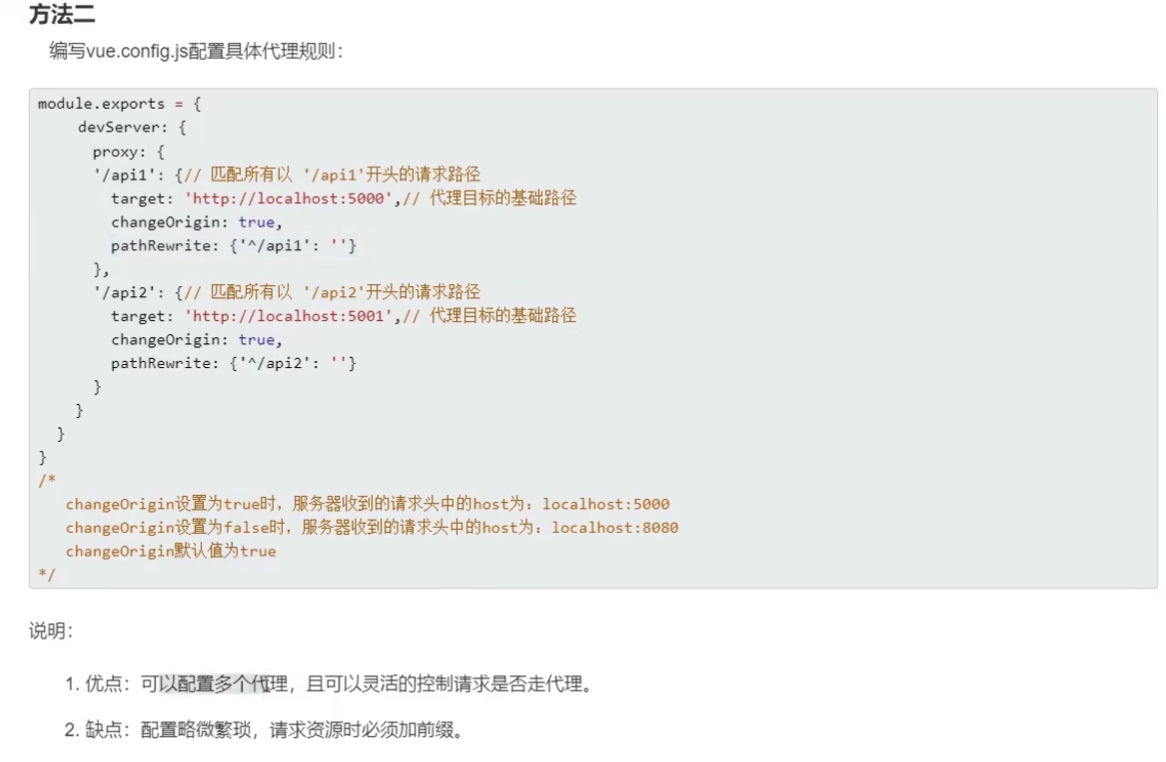 方法二
编写vue.config.js配置具体代理规则：
module.exports = {
devServer: {
proxy: {
'/api1': {// 匹配所有以 '/api1'开头的请求路径
target: 'http://localhost:5000',// 代理目标的基础路径
changeOrigin: true,
pathRewrite: {'^/api1': ''}
},
'/api2': {// 匹配所有以 '/api2'开头的请求路径
target: 'http://localhost:5001',// 代理目标的基础路径
changeOrigin: true,
pathRewrite: {'^/api2': ''}
}
}
}
}
/*
changeOrigin设置为true时，服务器收到的请求头中的host为：localhost:5000
changeOrigin设置为false时，服务器收到的请求头中的host为：localhost:8080
changeOrigin默认值为true
*/
说明：
1. 优点：可以配置多个代理，且可以灵活的控制请求是否走代理。
2. 缺点：配置略微繁琐，请求资源时必须加前缀。